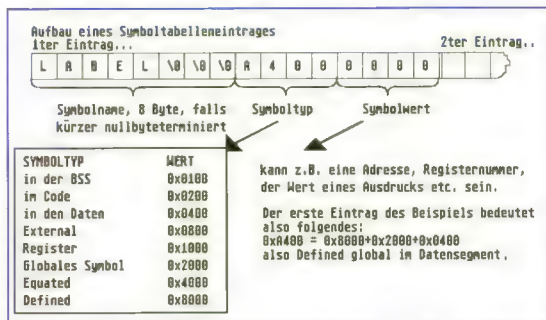 Aufbau eines Symboltabelleneintrages
1ter Eintrag... 2ter Eintrag..
L A B E L \0 \0 \0 A 4 0 0 0 0 0 0
Symbolname, 8 Byte, falls
kürzer nullbyteterminiert
Symboltyp
Symbolwert
SYMBOLTYP WERT
in der BSS 0x0100
im Code 0x0200
in den Daten 0x0400
External 0x0800
Register 0x1000
Globales Symbol 0x2000
Equated 0x4000
Defined 0x8000
kann z.B. eine Adresse, Registernummer,
der Wert eines Ausdrucks etc. sein.
Der erste Eintrag des Beispiels bedeutet
also folgendes:
0xA400 = 0x8000+0x2000+0x0400
also Defined global im Datensegment.